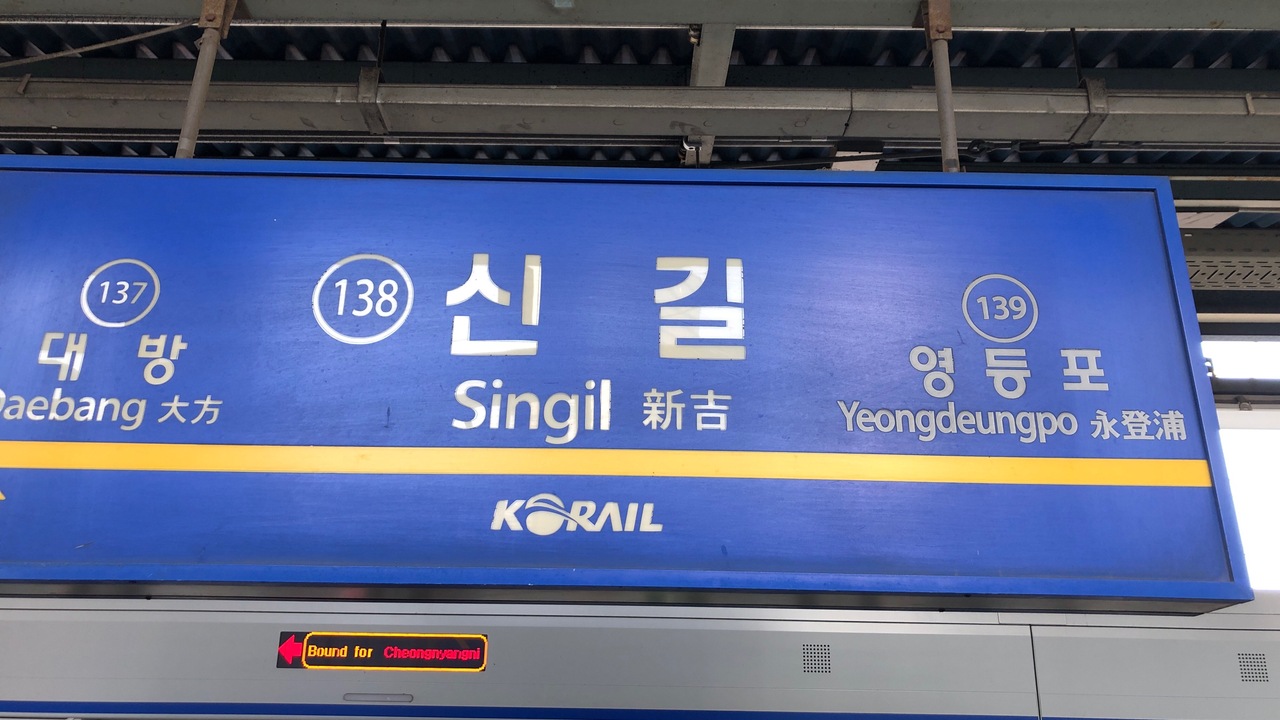 137
대 방
Daebang 大方
138 신 길
Singil 新吉
139
영 등 포
Yeongdeungpo 永登浦
KORAIL
Bound for Cheongnyangni